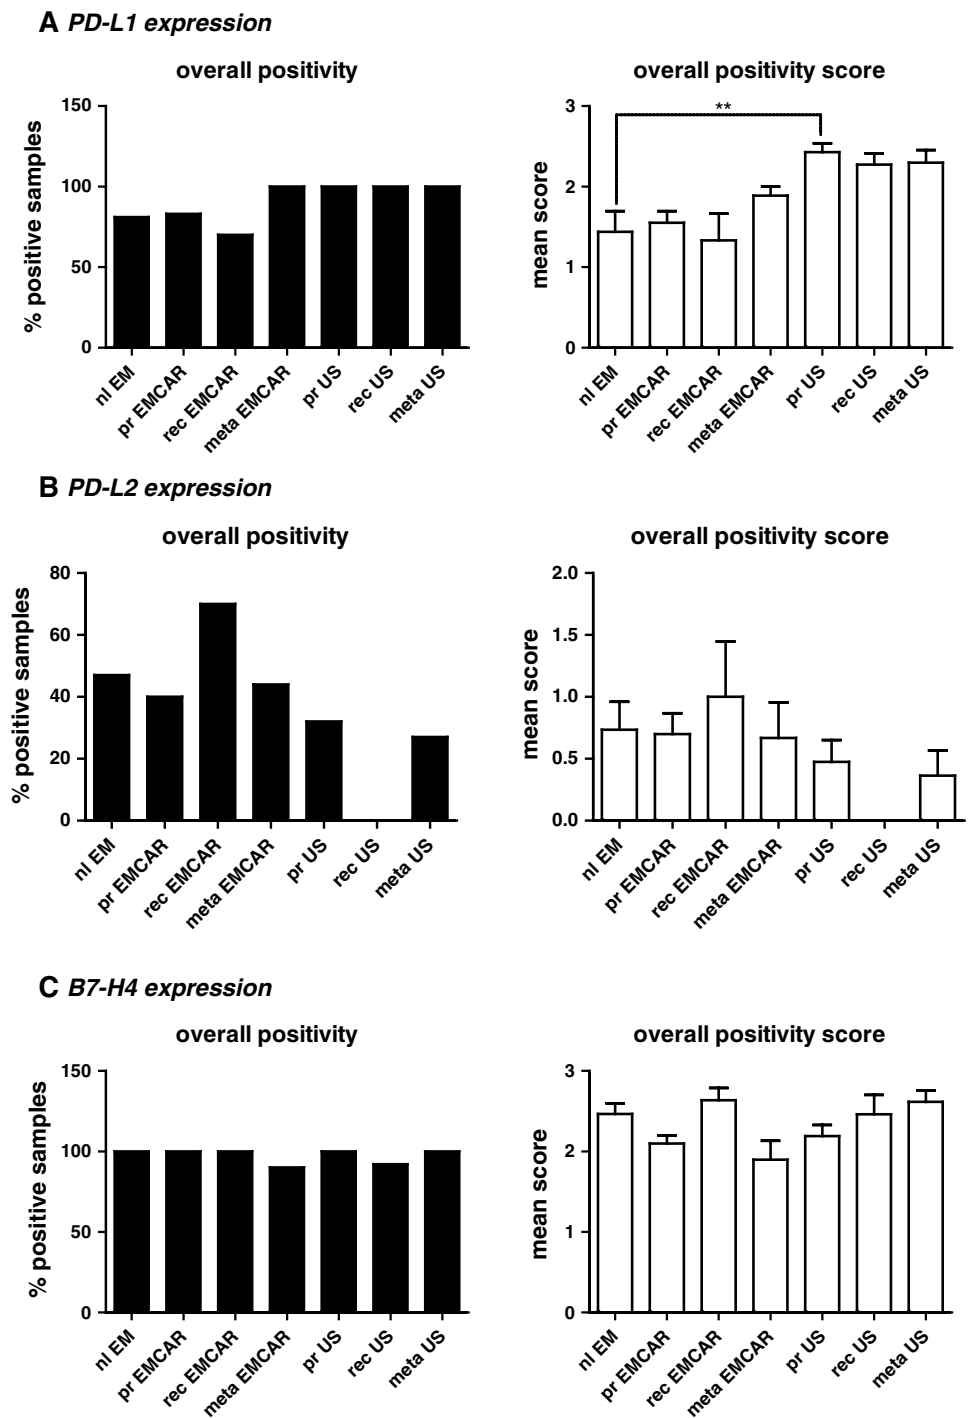 A PD-L1 expression
overall positivity
% positive samples
150
100
50
0
nl EM
pr EMCAR
rec EMCAR
meta EMCAR
pr US
rec US
meta US
overall positivity score
mean score
3
2
1
0
**
nl EM
pr EMCAR
rec EMCAR
meta EMCAR
pr US
rec US
meta US
B PD-L2 expression
overall positivity
% positive samples
80
60
40
20
0
nl EM
pr EMCAR
rec EMCAR
meta EMCAR
pr US
rec US
meta US
overall positivity score
mean score
2.0
1.5
1.0
0.5
0.0
nl EM
pr EMCAR
rec EMCAR
meta EMCAR
pr US
rec US
meta US
C B7-H4 expression
overall positivity
% positive samples
150
100
50
0
nl EM
pr EMCAR
rec EMCAR
meta EMCAR
pr US
rec US
meta US
overall positivity score
mean score
3
2
1
0
nl EM
pr EMCAR
rec EMCAR
meta EMCAR
pr US
rec US
meta US